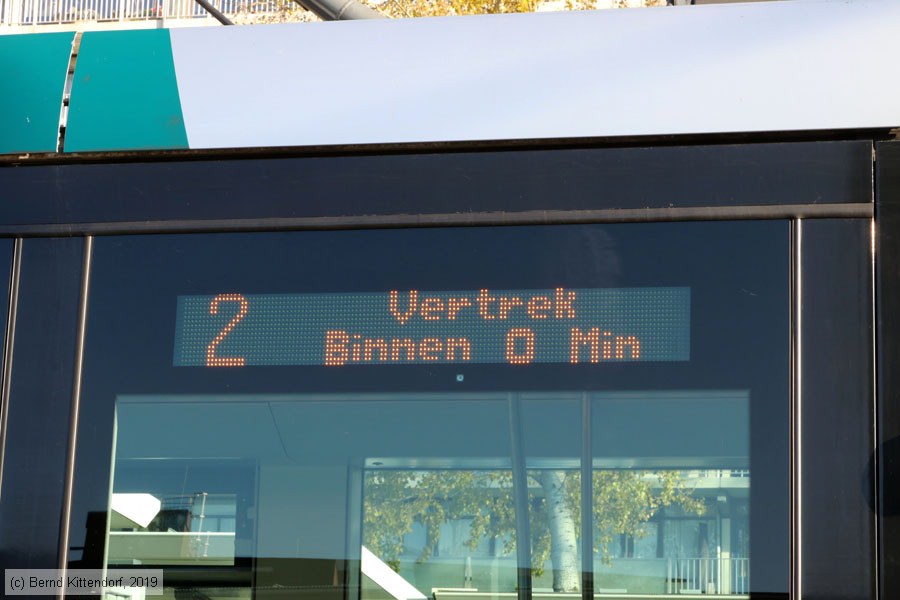 2 Vertrek
Binnen 0 Min
(c) Bernd Kittendorf, 2019